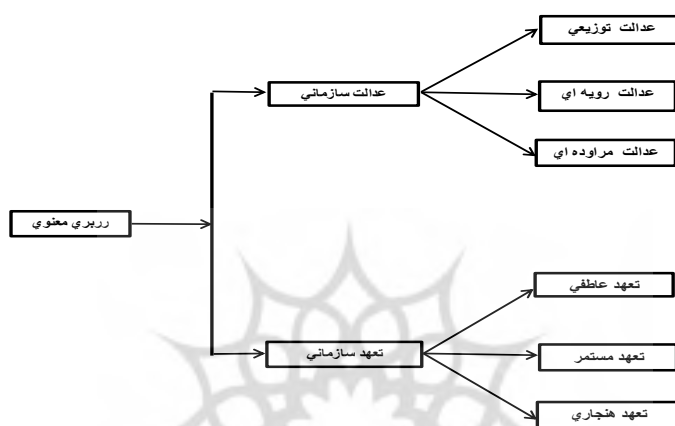 عدالت توزيعي
عدالت سازماني
عدالت رويه اي
عدالت مراوده اي
رربري معنوي
تعهد عاطفي
تعهد سازماني
تعهد مستمر
تعهد هنجاري